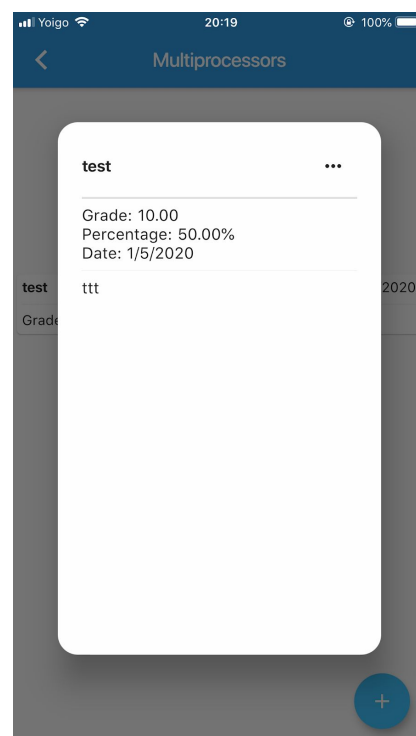 Yoigo 20:19 100%
Multiprocessors
test
Grade: 10.00
Percentage: 50.00%
Date: 1/5/2020
test 2020
ttt
Grade